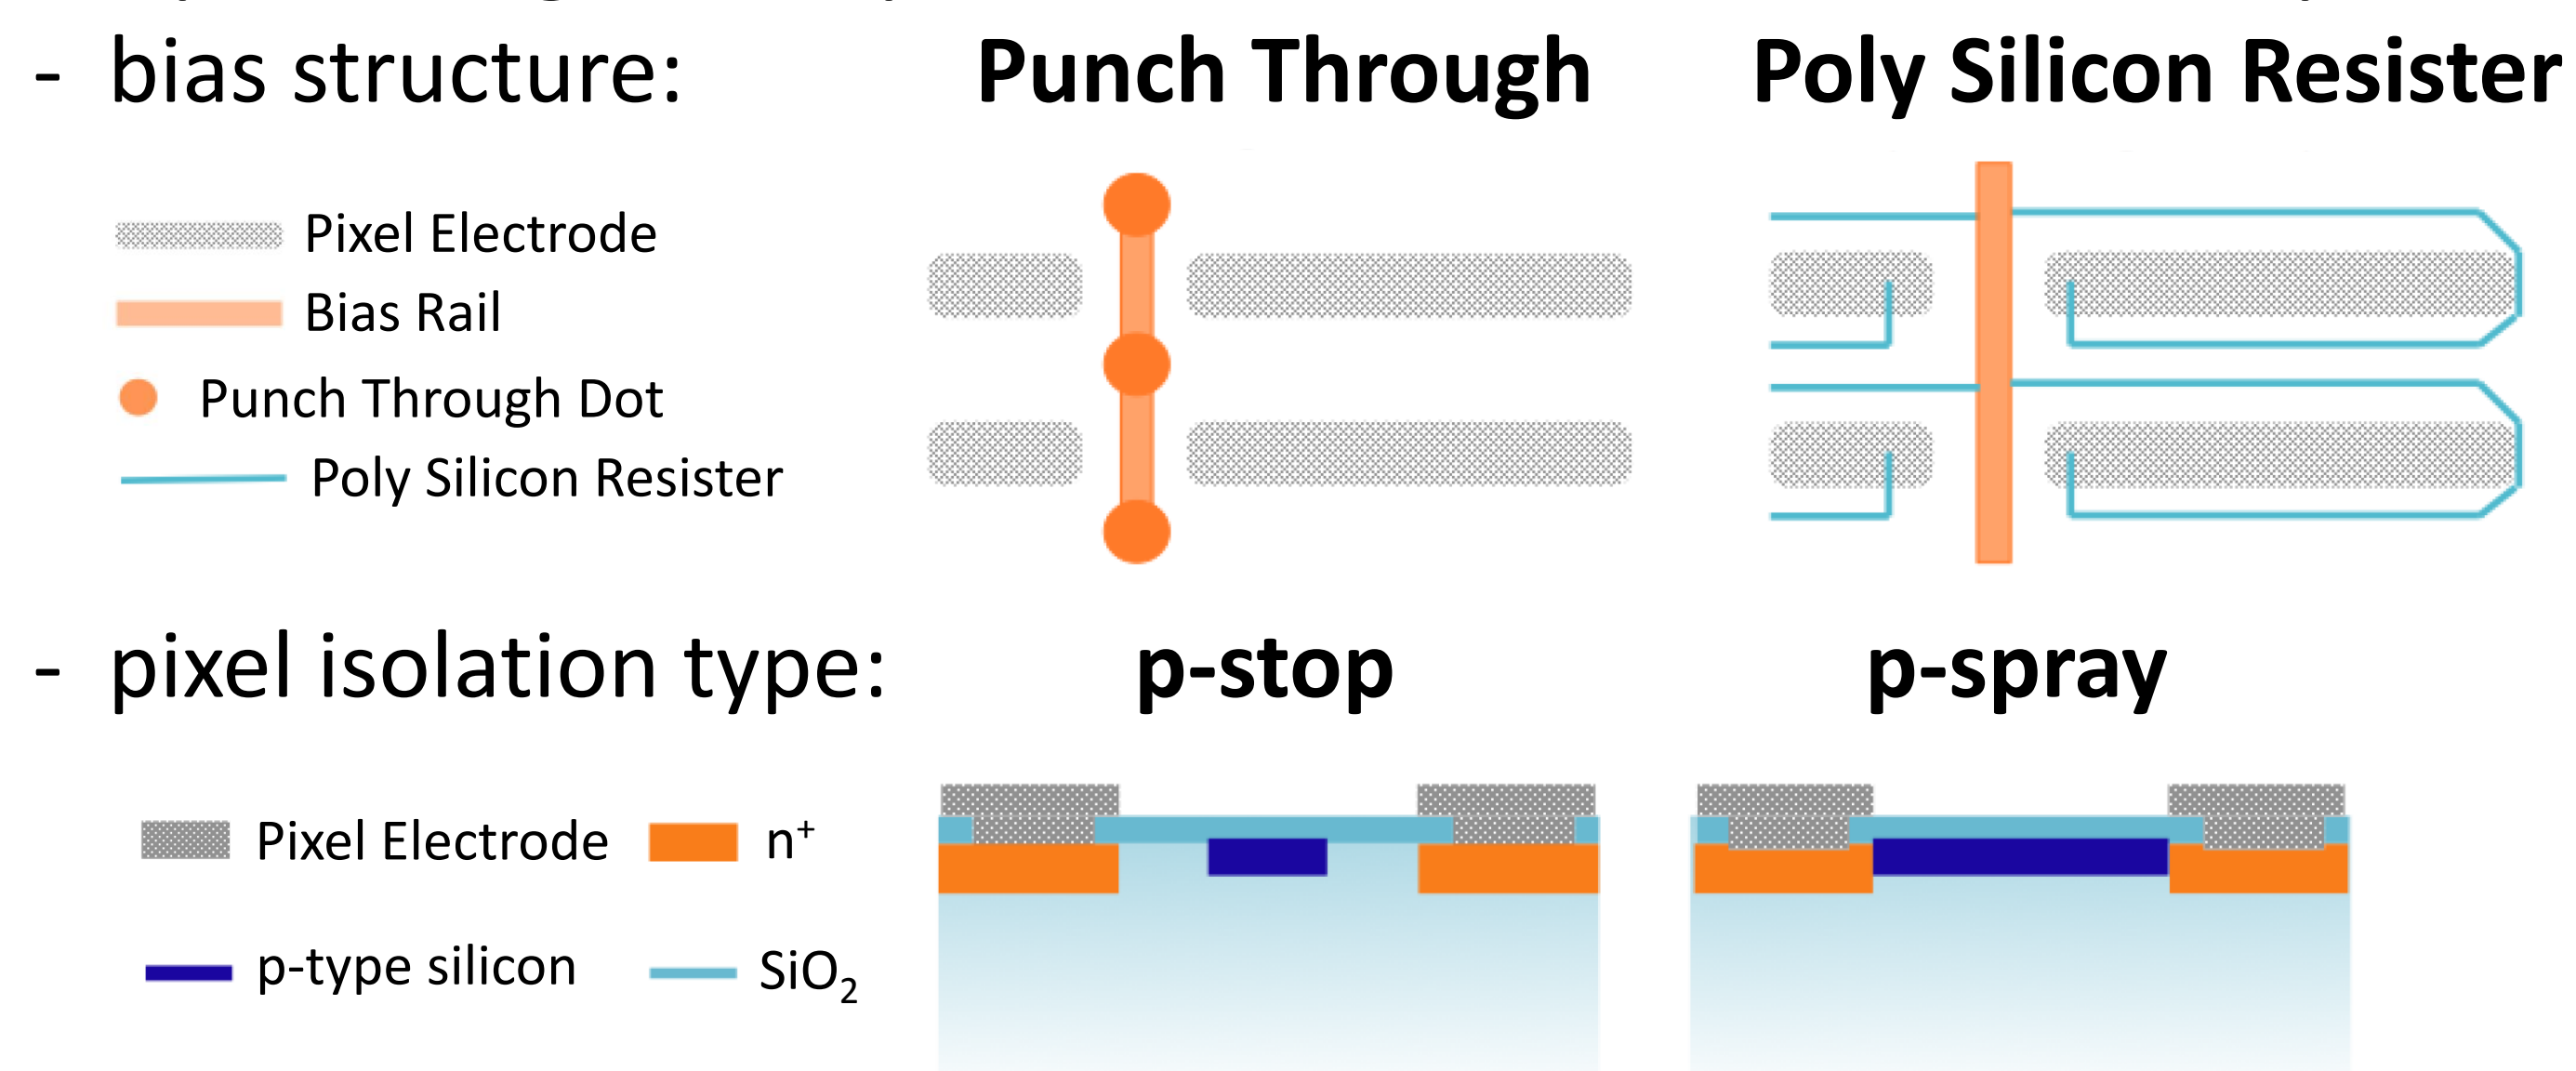 - bias structure: Punch Through Poly Silicon Resister
Pixel Electrode
Bias Rail
Punch Through Dot
Poly Silicon Resister
- pixel isolation type: p-stop p-spray
Pixel Electrode n⁺
p-type silicon SiO₂